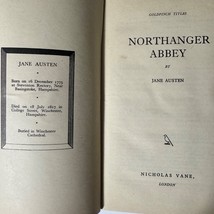 JANE AUSTEN
Born on 16 December 1775
at Steventon Rectory, Near
Basingstoke, Hampshire.
Died on 18 July 1817 in
College Street, Winchester,
Hampshire.
Buried in Winchester
Cathedral.
GOLDFINCH TITLES
NORTHANGER
ABBEY
BY
JANE AUSTEN
NICHOLAS VANE,
LONDON